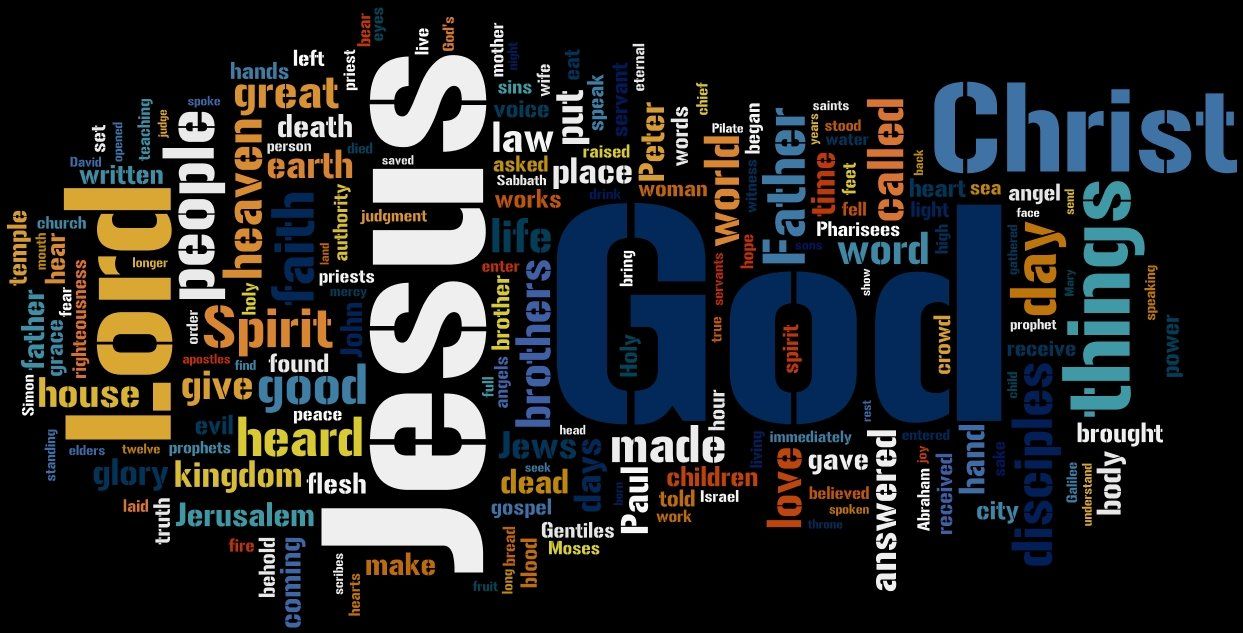 Jesus
God
Christ
Lord
people
things
great
hands
left
death
person
earth
heaven
faith
Spirit
found
good
give
house
heard
kingdom
glory
flesh
Jerusalem
evil
peace
prophets
twelve
elders
standing
laid
truth
fire
behold
coming
scribes
hearts
make
fruit
long
bread
blood
temple
church
mouth
hear
fear
longer
righteousness
father
grace
Simon
written
David
set
opened
teaching
judge
spoke
holy
order
apostles
find
land
authority
judgment
priests
mercy
John
saved
died
priest
bear
eyes
live
God's
mother
night
sins
wife
voice
law
asked
Sabbath
works
life
enter
brother
brothers
angels
full
put
eat
speak
servant
eternal
raised
place
drink
woman
Peter
words
chief
world
Pilate
began
witness
hope
servants
true
Father
sons
saints
years
stood
water
time
feet
fell
called
back
Pharisees
word
heart
sea
light
high
angel
face
send
day
gathered
Mary
prophet
receive
child
disciples
speaking
power
show
crowd
bring
Holy
spirit
hour
head
Jews
seek
dead
days
gospel
born
made
Paul
children
told
work
Israel
Gentiles
Moses
living
immediately
love
gave
believed
spoken
throne
rest
answered
entered
joy
Abraham
received
hand
sake
city
brought
body
Galilee
understand